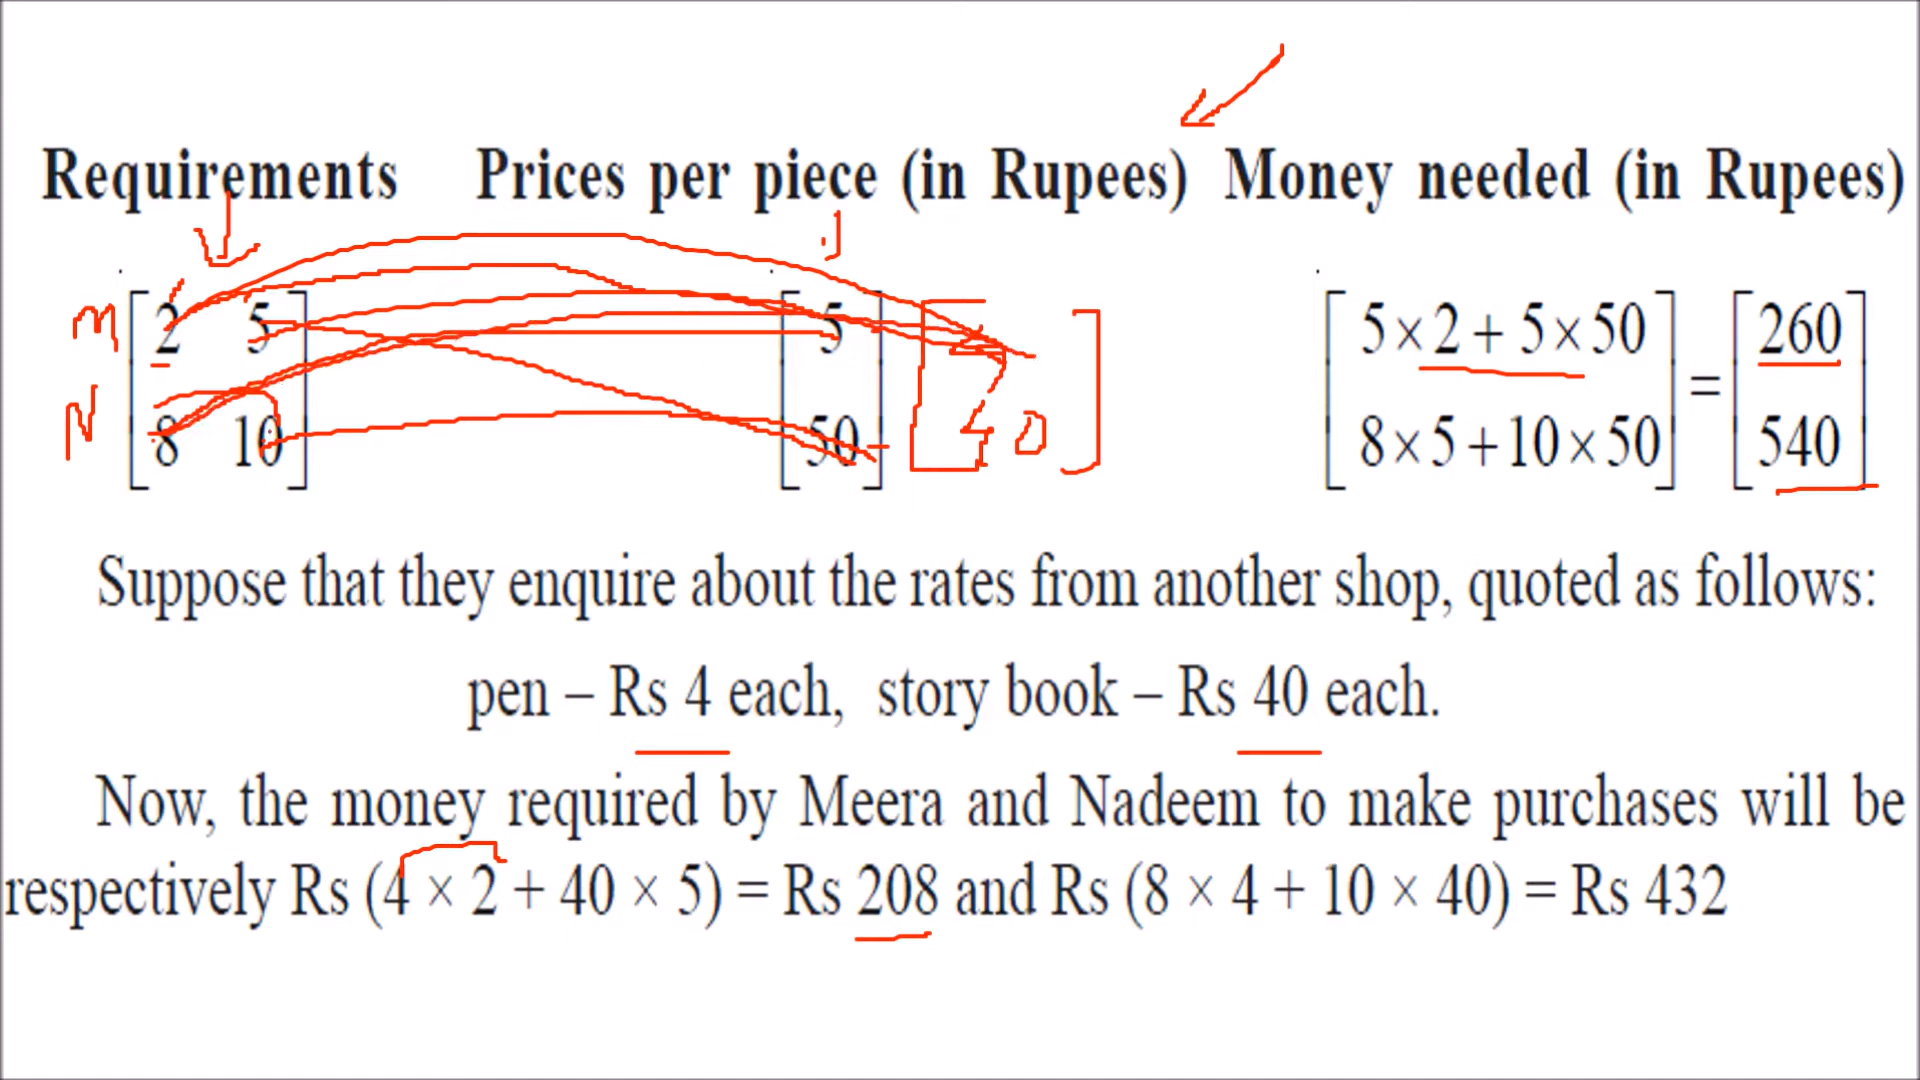 Requirements Prices per piece (in Rupees) Money needed (in Rupees)
M [2 5] [5] [5×2+5×50] = [260]
N [8 10] [50] [8×5+10×50] [540]
Suppose that they enquire about the rates from another shop, quoted as follows:
pen – Rs 4 each, story book – Rs 40 each.
Now, the money required by Meera and Nadeem to make purchases will be
respectively Rs (4 × 2 + 40 × 5) = Rs 208 and Rs (8 × 4 + 10 × 40) = Rs 432